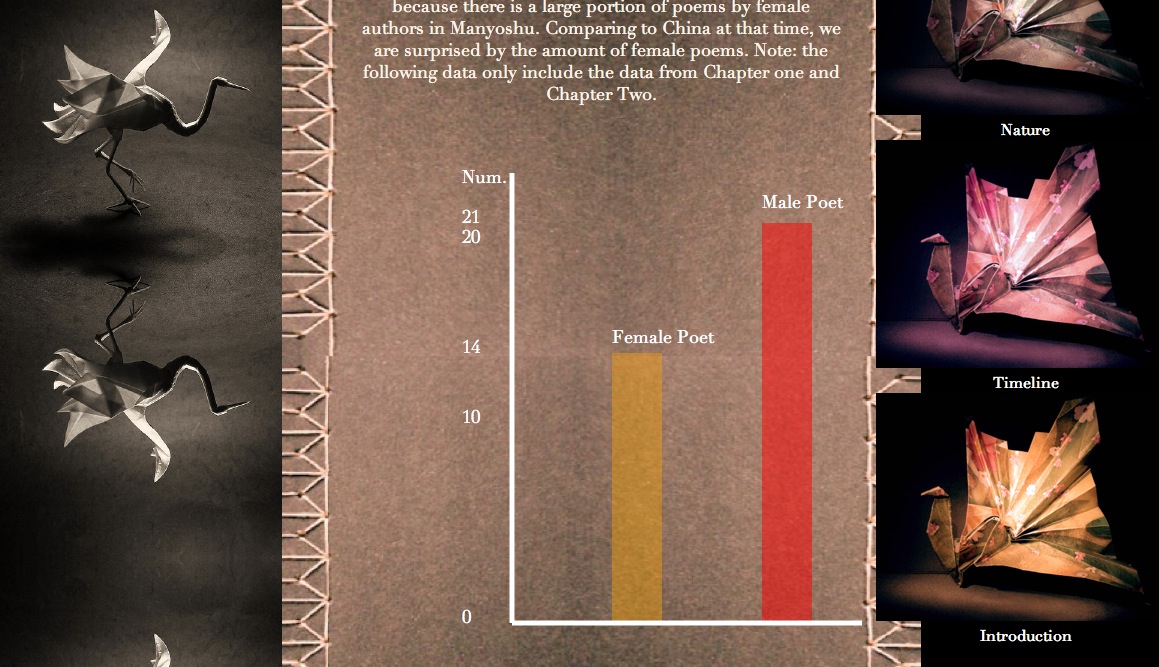 because there is a large portion of poems by female
authors in Manyoshu. Comparing to China at that time, we
are surprised by the amount of female poems. Note: the
following data only include the data from Chapter one and
Chapter Two.
Num.
21
20
14
10
0
Female Poet
Male Poet
Nature
Timeline
Introduction